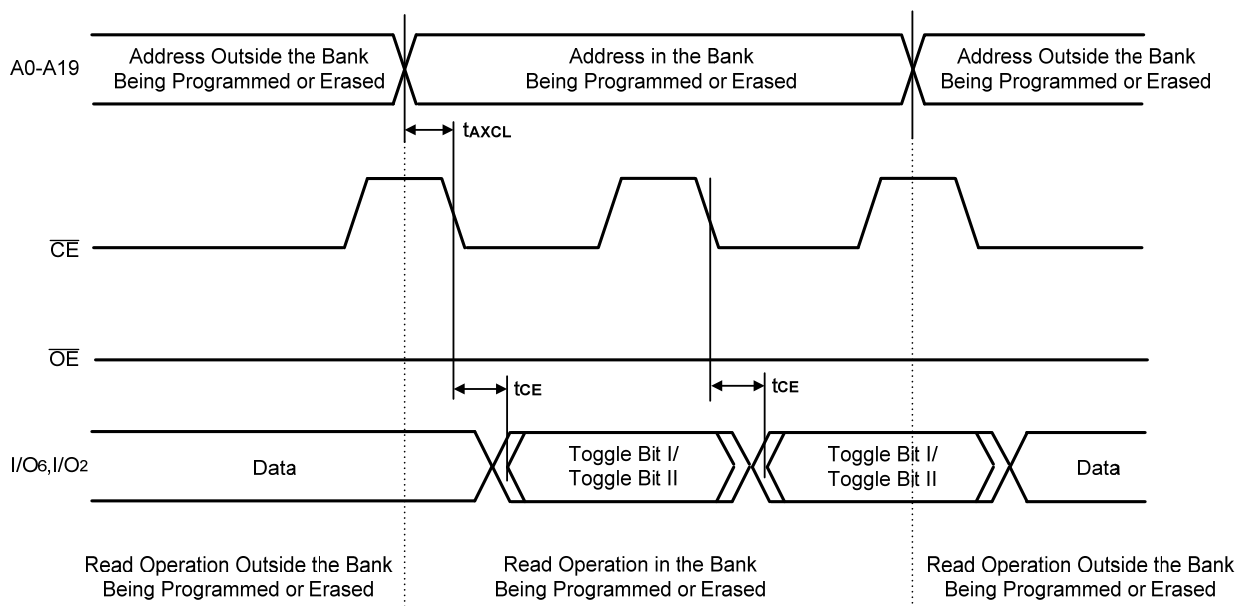 A0-A19
Address Outside the Bank
Being Programmed or Erased
Address in the Bank
Being Programmed or Erased
Address Outside the Bank
Being Programmed or Erased
tAXCL
CE
OE
tCE
tCE
I/O6,I/O2
Data
Toggle Bit I/
Toggle Bit II
Toggle Bit I/
Toggle Bit II
Data
Read Operation Outside the Bank
Being Programmed or Erased
Read Operation in the Bank
Being Programmed or Erased
Read Operation Outside the Bank
Being Programmed or Erased